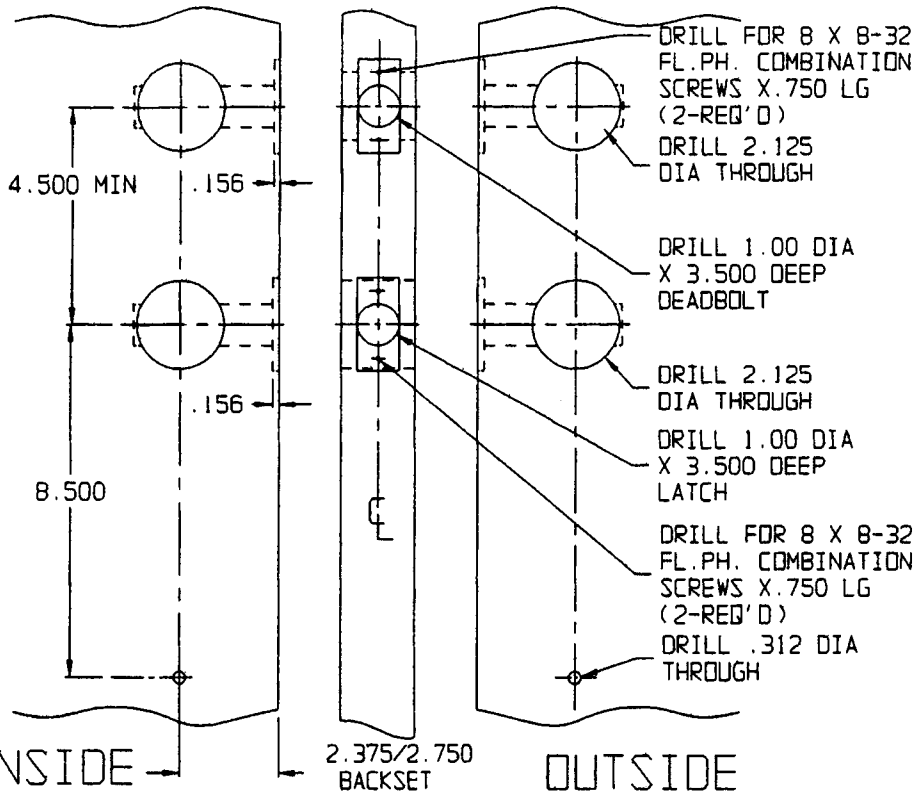 DRILL FOR 8 X 8-32
FL.PH. COMBINATION
SCREWS X.750 LG
(2-REQ'D)
DRILL 2.125
DIA THROUGH
4.500 MIN
.156
DRILL 1.00 DIA
X 3.500 DEEP
DEADBOLT
DRILL 2.125
DIA THROUGH
.156
DRILL 1.00 DIA
X 3.500 DEEP
LATCH
8.500
CL
DRILL FOR 8 X 8-32
FL.PH. COMBINATION
SCREWS X.750 LG
(2-REQ'D)
DRILL .312 DIA
THROUGH
NSIDE
2.375/2.750
BACKSET
OUTSIDE